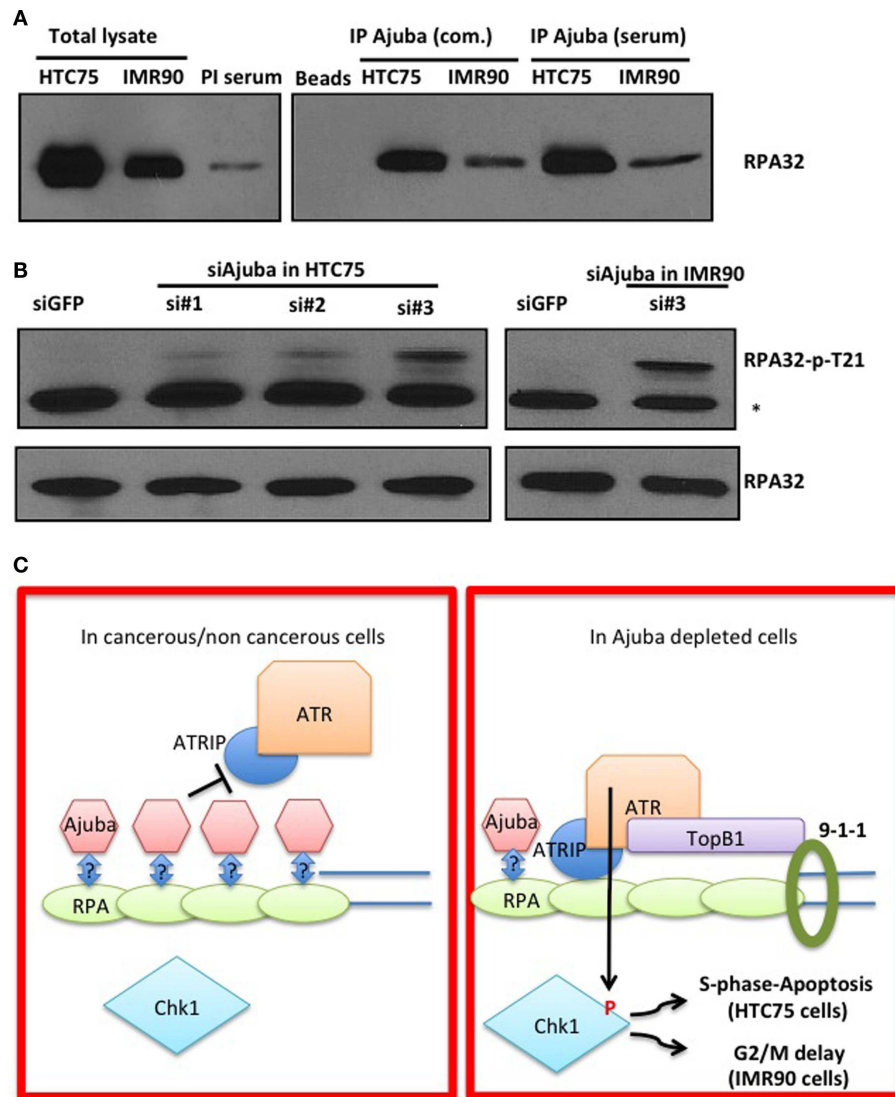 A
Total lysate
IP Ajuba (com.)
IP Ajuba (serum)
HTC75
IMR90
PI serum
Beads
HTC75
IMR90
HTC75
IMR90
RPA32
B
siAjuba in HTC75
siAjuba in IMR90
siGFP
si#1
si#2
si#3
siGFP
si#3
RPA32-p-T21
*
RPA32
C
In cancerous/non cancerous cells
ATR
ATRIP
Ajuba
?
?
?
?
RPA
Chk1
In Ajuba depleted cells
ATR
Ajuba
ATRIP
TopB1
9-1-1
?
RPA
P
Chk1
S-phase-Apoptosis
(HTC75 cells)
G2/M delay
(IMR90 cells)